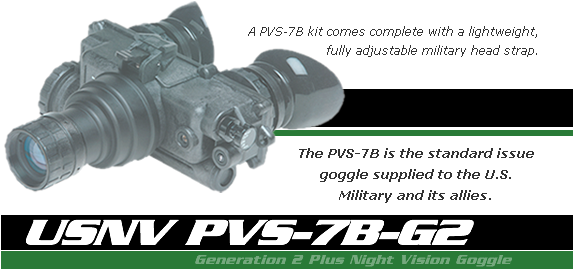 A PVS-7B kit comes complete with a lightweight,
fully adjustable military head strap.
The PVS-7B is the standard issue
goggle supplied to the U.S.
Military and its allies.
USNV PVS-7B-G2
Generation 2 Plus Night Vision Goggle